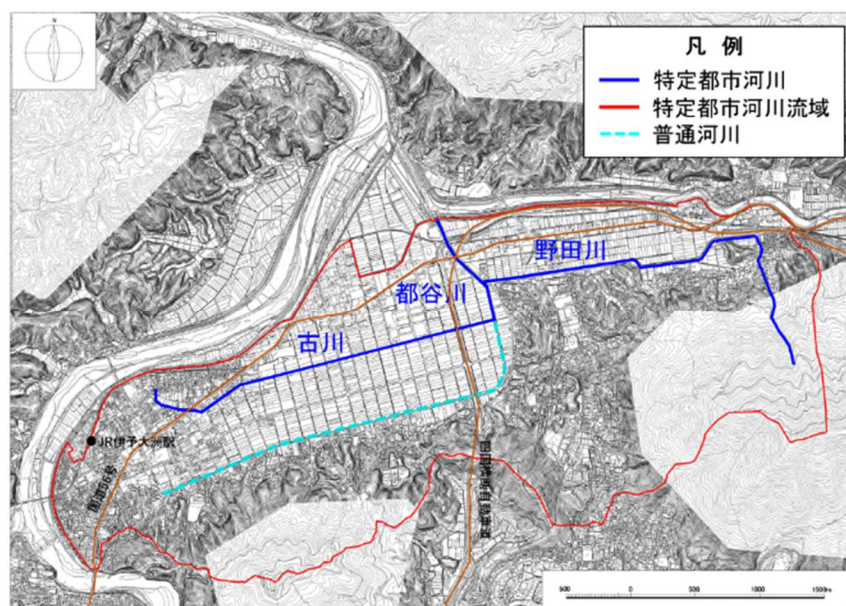 N
凡 例
特定都市河川
特定都市河川流域
普通河川
野田川
都谷川
古川
JR伊予大洲駅
国道56号
500 0 500 1000 1500m